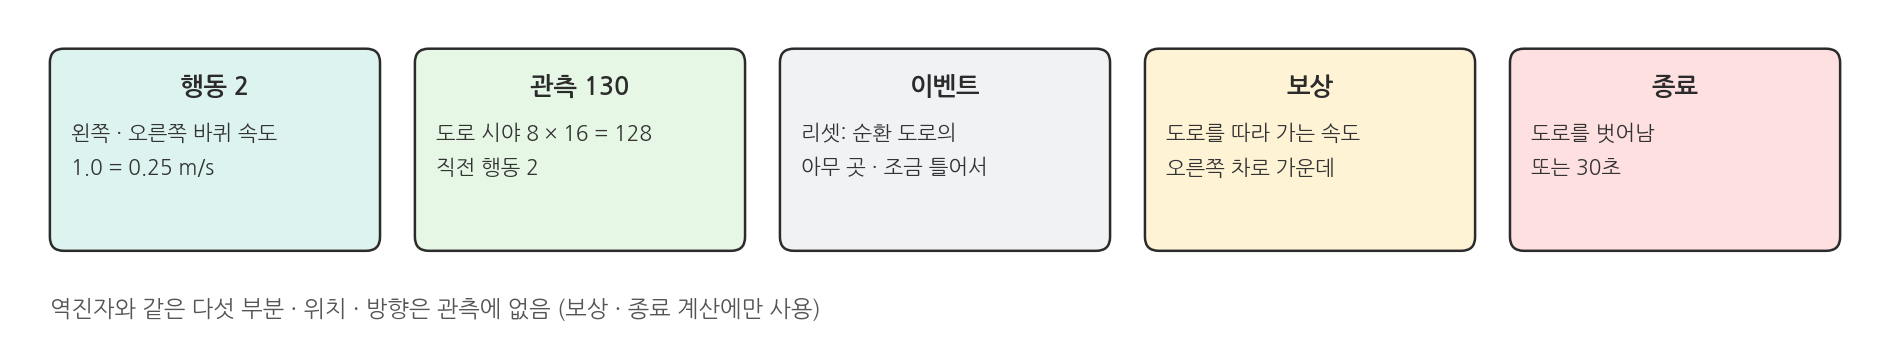 행동 2
왼쪽 · 오른쪽 바퀴 속도
1.0 = 0.25 m/s
관측 130
도로 시야 8 × 16 = 128
직전 행동 2
이벤트
리셋: 순환 도로의
아무 곳 · 조금 틀어서
보상
도로를 따라 가는 속도
오른쪽 차로 가운데
종료
도로를 벗어남
또는 30초
역진자와 같은 다섯 부분 · 위치 · 방향은 관측에 없음 (보상 · 종료 계산에만 사용)